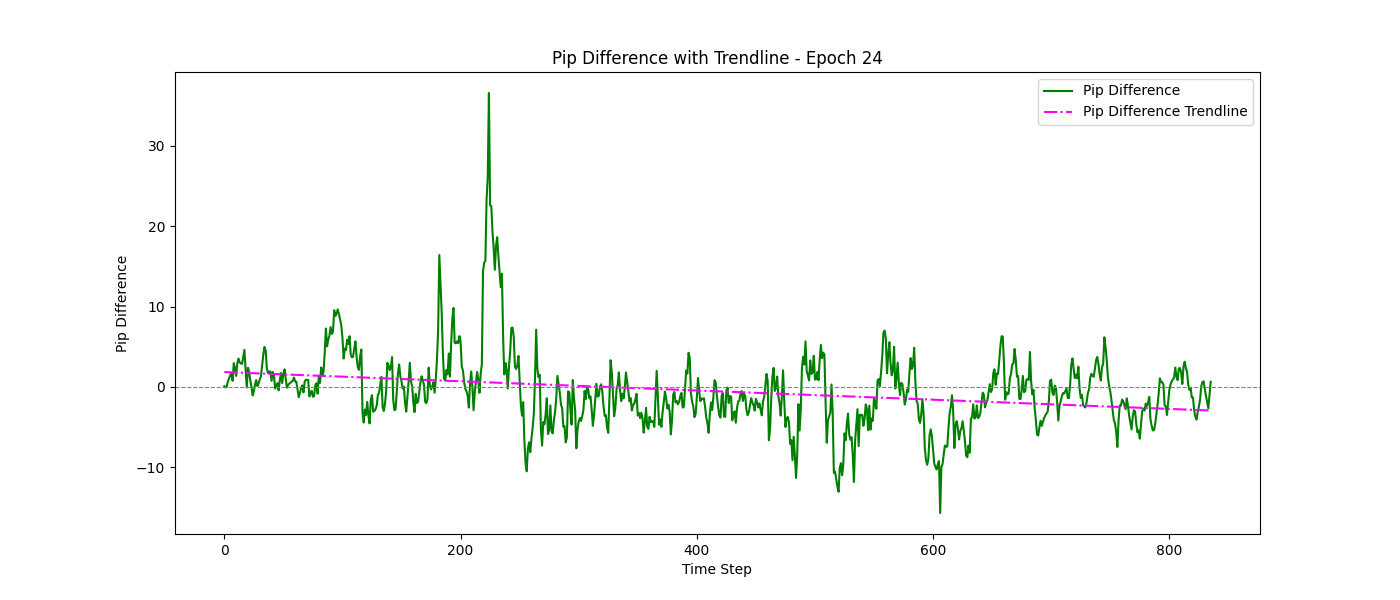 Pip Difference with Trendline - Epoch 24
Pip Difference
Pip Difference Trendline
30
20
10
0
−10
Pip Difference
0
200
400
600
800
Time Step